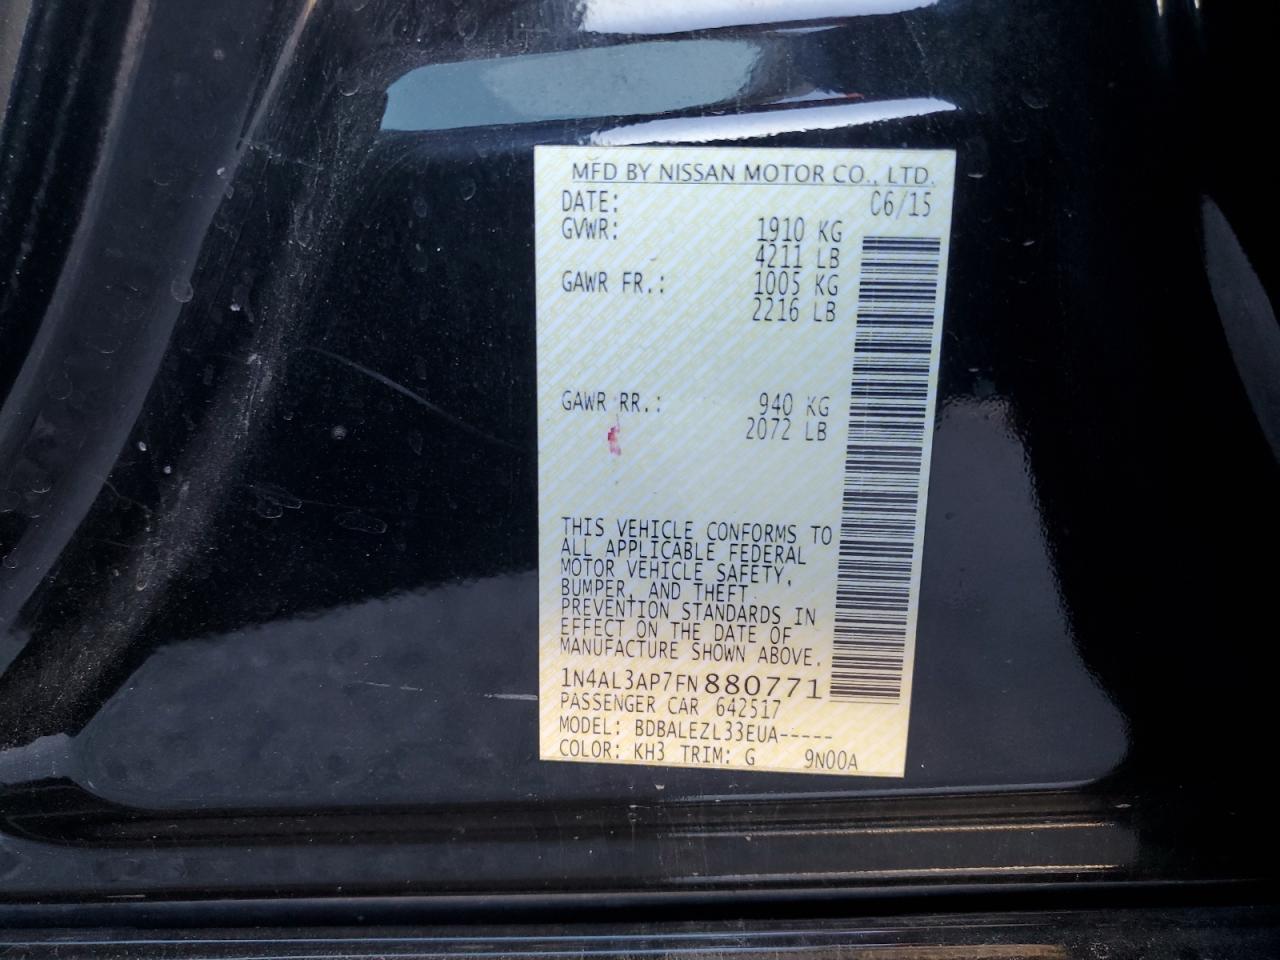 MFD BY NISSAN MOTOR CO., LTD.
DATE: 06/15
GVWR: 1910 KG
4211 LB
GAWR FR.: 1005 KG
2216 LB
GAWR RR.: 940 KG
2072 LB
THIS VEHICLE CONFORMS TO
ALL APPLICABLE FEDERAL
MOTOR VEHICLE SAFETY,
BUMPER, AND THEFT
PREVENTION STANDARDS IN
EFFECT ON THE DATE OF
MANUFACTURE SHOWN ABOVE.
1N4AL3AP7FN880771
PASSENGER CAR 642517
MODEL: BDBALEZL33EUA-----
COLOR: KH3 TRIM: G 9N00A